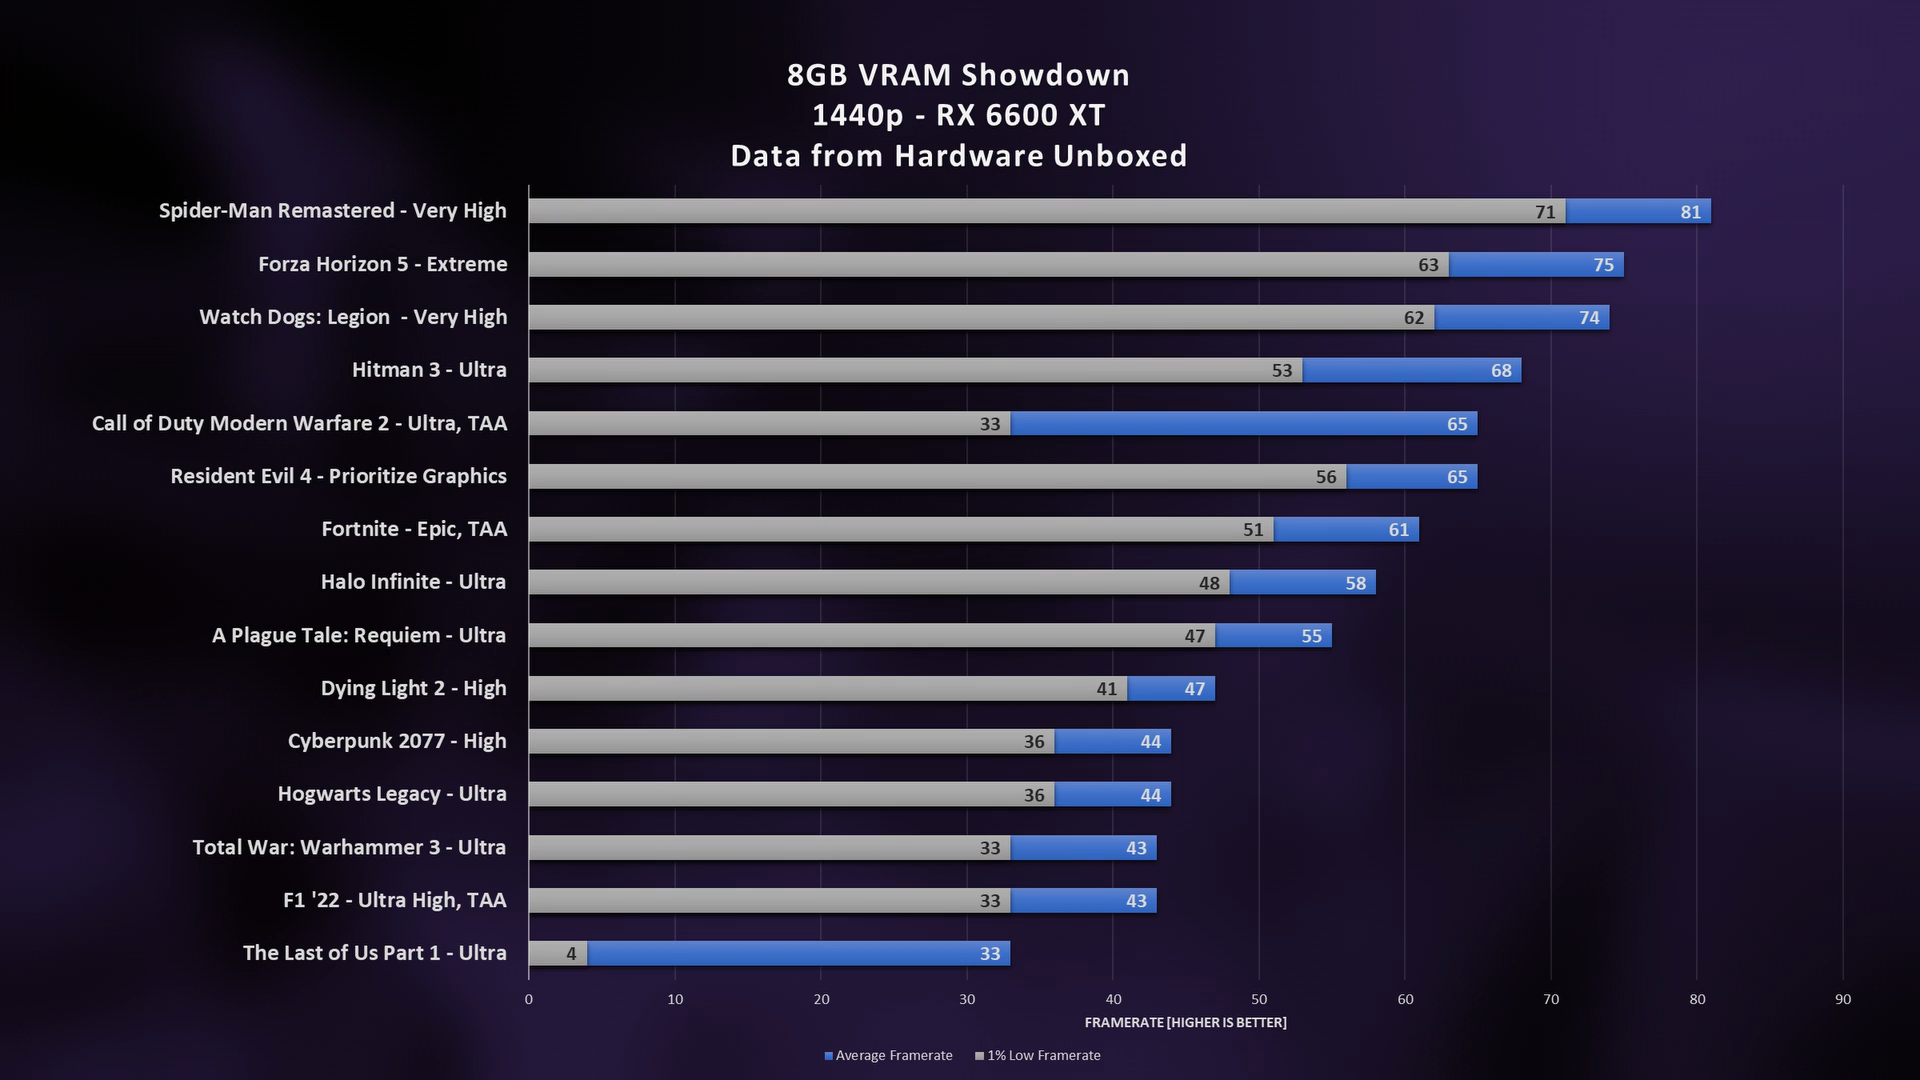 8GB VRAM Showdown
1440p - RX 6600 XT
Data from Hardware Unboxed
Spider-Man Remastered - Very High 71 81
Forza Horizon 5 - Extreme 63 75
Watch Dogs: Legion  - Very High 62 74
Hitman 3 - Ultra 53 68
Call of Duty Modern Warfare 2 - Ultra, TAA 33 65
Resident Evil 4 - Prioritize Graphics 56 65
Fortnite - Epic, TAA 51 61
Halo Infinite - Ultra 48 58
A Plague Tale: Requiem - Ultra 47 55
Dying Light 2 - High 41 47
Cyberpunk 2077 - High 36 44
Hogwarts Legacy - Ultra 36 44
Total War: Warhammer 3 - Ultra 33 43
F1 '22 - Ultra High, TAA 33 43
The Last of Us Part 1 - Ultra 4 33
0 10 20 30 40 50 60 70 80 90
FRAMERATE [HIGHER IS BETTER]
Average Framerate 1% Low Framerate